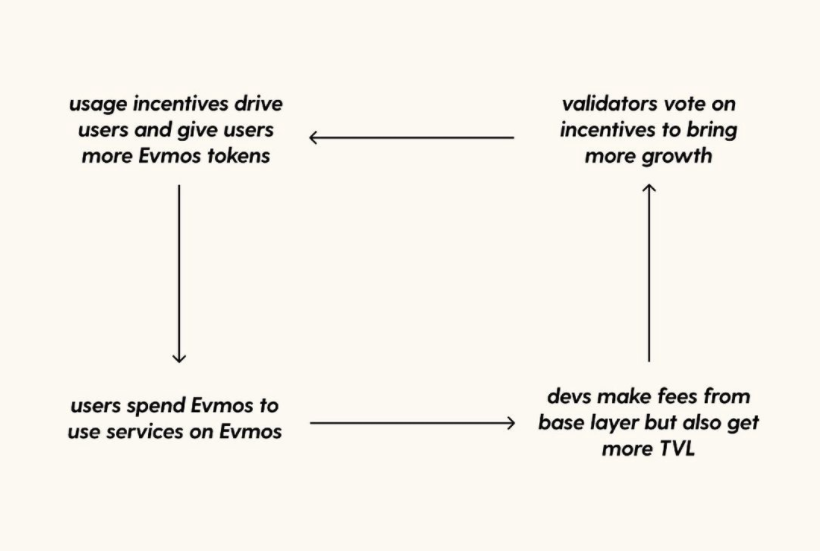 usage incentives drive
users and give users
more Evmos tokens
validators vote on
incentives to bring
more growth
users spend Evmos to
use services on Evmos
devs make fees from
base layer but also get
more TVL